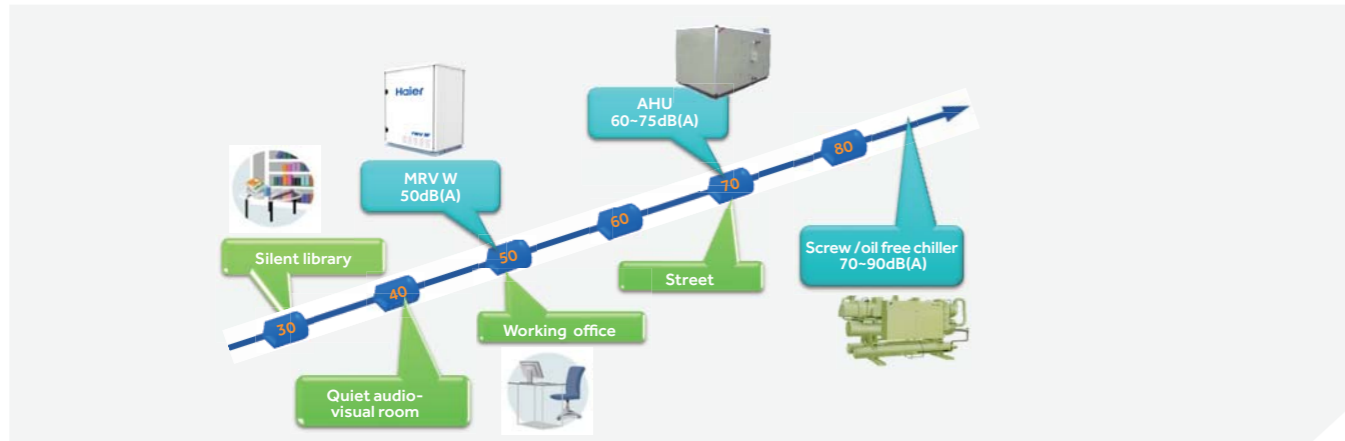 AHU
60~75dB(A)
Haier
80
MRV W
50dB(A)
70
60
Silent library
50
Screw /oil free chiller
70~90dB(A)
Street
40
30
Working office
Quiet audio-
visual room